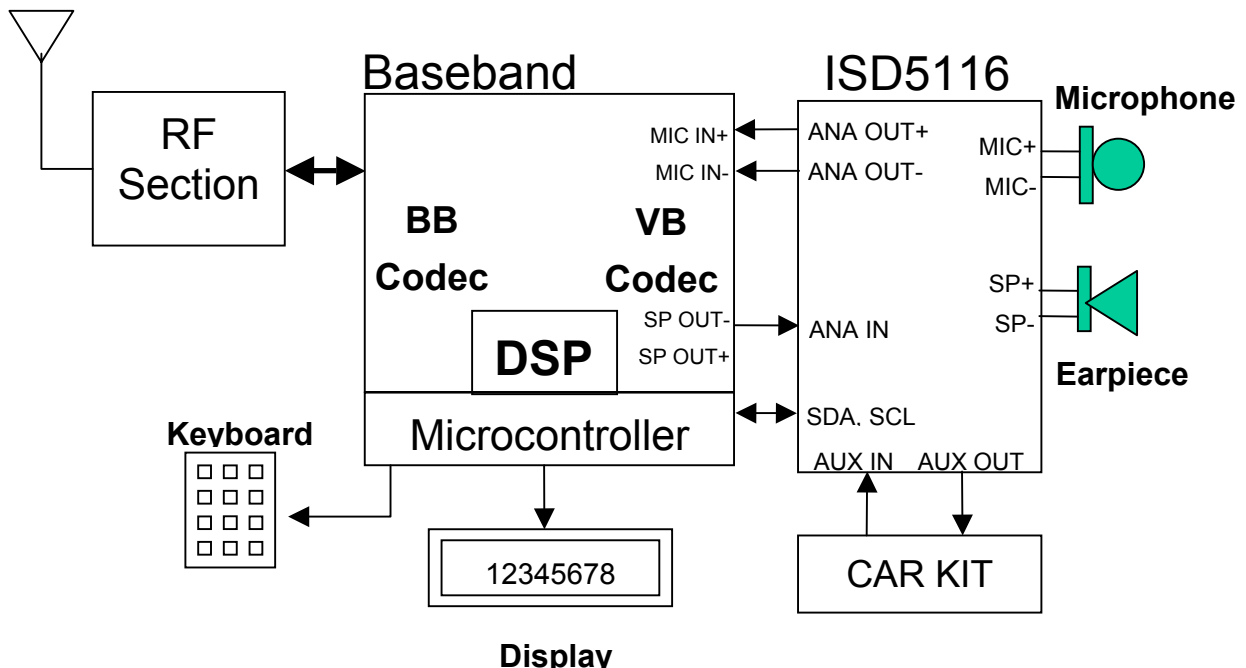 Baseband
ISD5116
Microphone
RF
Section
MIC IN+
ANA OUT+
MIC+
MIC IN-
ANA OUT-
MIC-
BB
Codec
VB
Codec
SP+
SP OUT-
ANA IN
SP-
DSP
SP OUT+
Earpiece
Keyboard
Microcontroller
SDA, SCL
AUX IN
AUX OUT
12345678
CAR KIT
Display